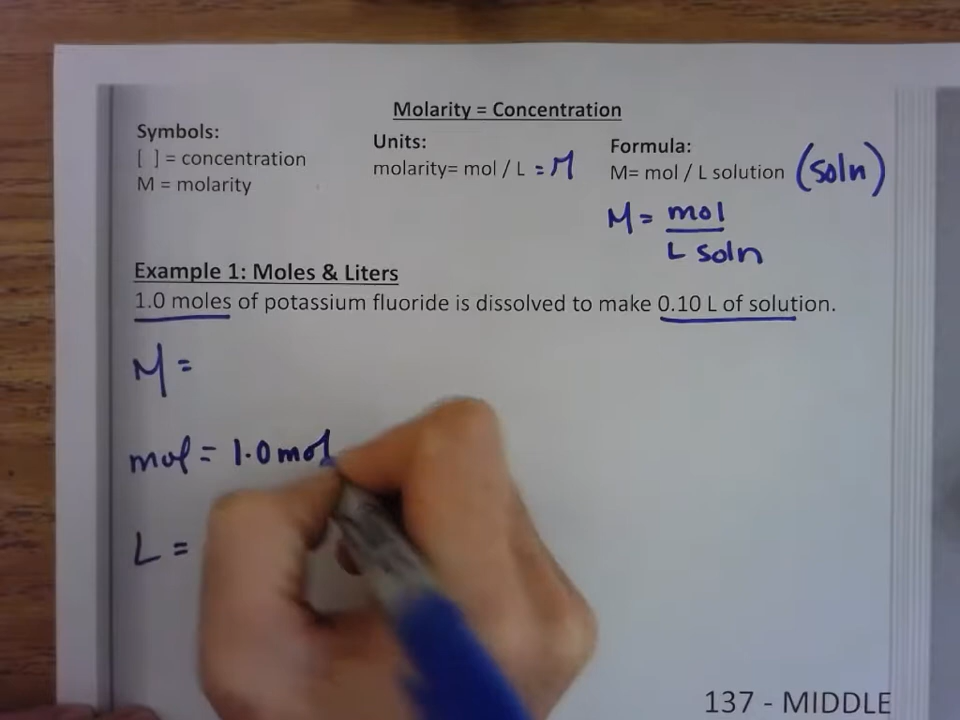 Molarity = Concentration
Symbols:
[ ] = concentration
M = molarity
Units:
molarity= mol / L = M
Formula:
M= mol / L solution (soln)
M = mol
L soln
Example 1: Moles & Liters
1.0 moles of potassium fluoride is dissolved to make 0.10 L of solution.
M =
mol = 1.0 mol
L =
137 - MIDDLE